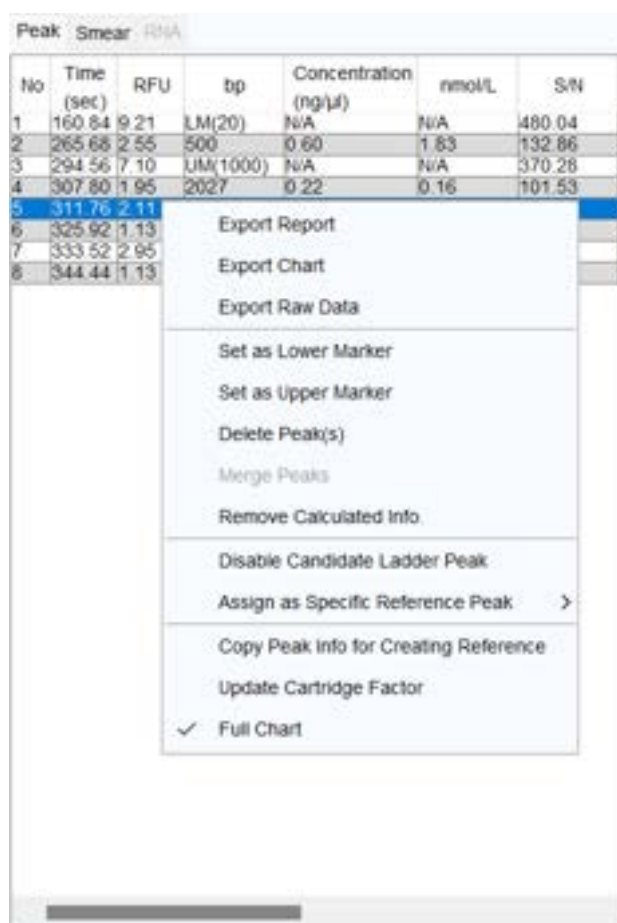 Peak Smear RNA
No Time (sec) RFU bp Concentration (ng/µl) nmol/L S/N
1 160.84 9.21 LM(20) N/A N/A 480.04
2 265.68 2.55 500 0.60 1.83 132.86
3 294.56 7.10 UM(1000) N/A N/A 370.28
4 307.80 1.95 2027 0.22 0.16 101.53
5 311.76 2.11
6 325.92 1.13
7 333.52 2.95
8 344.44 1.13
Export Report
Export Chart
Export Raw Data
Set as Lower Marker
Set as Upper Marker
Delete Peak(s)
Merge Peaks
Remove Calculated Info.
Disable Candidate Ladder Peak
Assign as Specific Reference Peak >
Copy Peak Info for Creating Reference
Update Cartridge Factor
✓ Full Chart